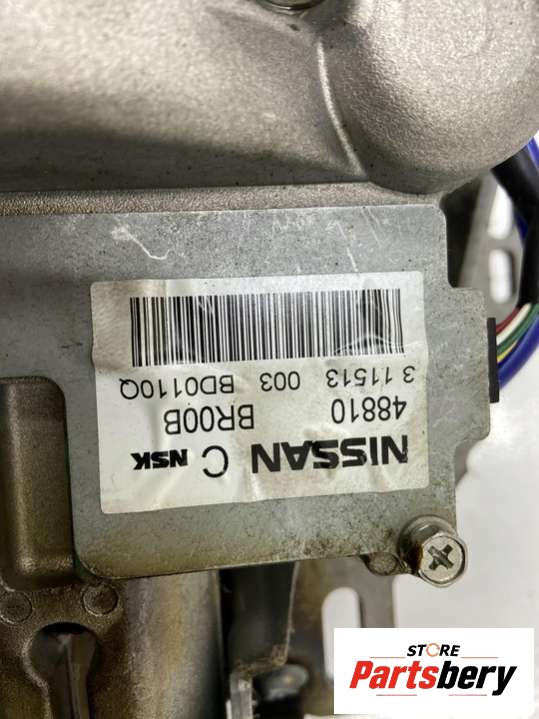 NISSAN C NSK
48810 BR00B
3 11513 003 BD0110Q
STORE
Partsbery